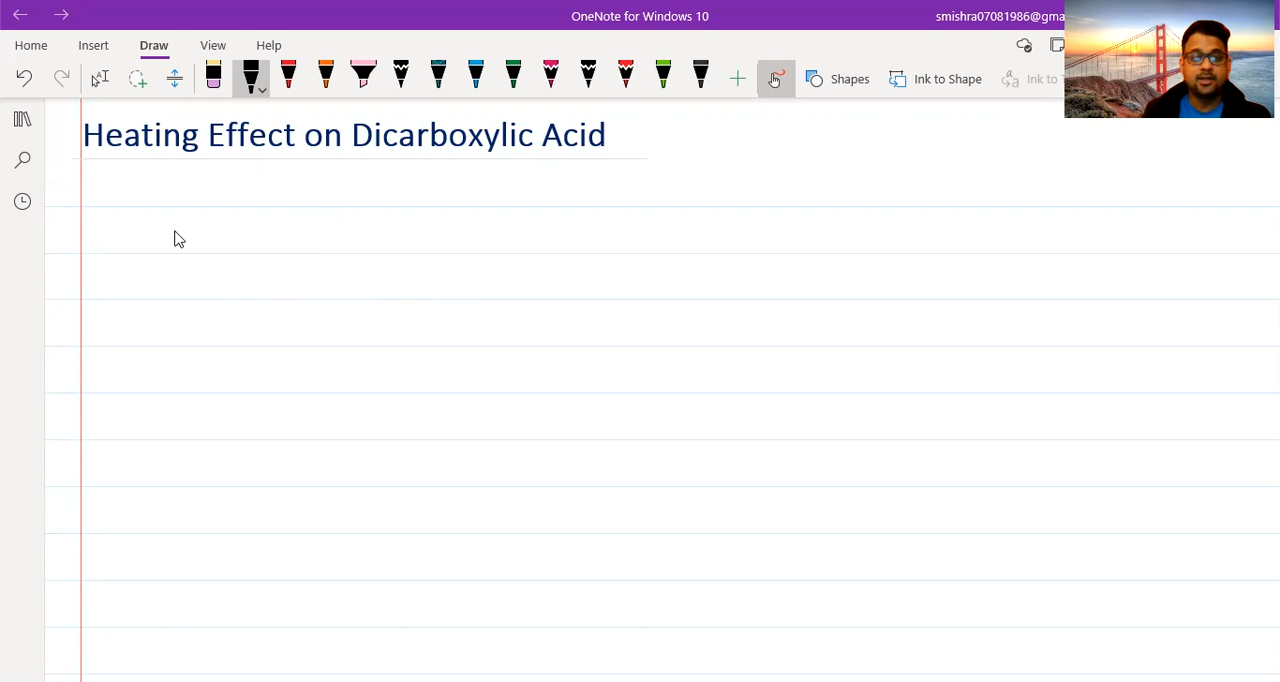 OneNote for Windows 10
smishra07081986@gma
Home Insert Draw View Help
Shapes Ink to Shape Ink to
Heating Effect on Dicarboxylic Acid